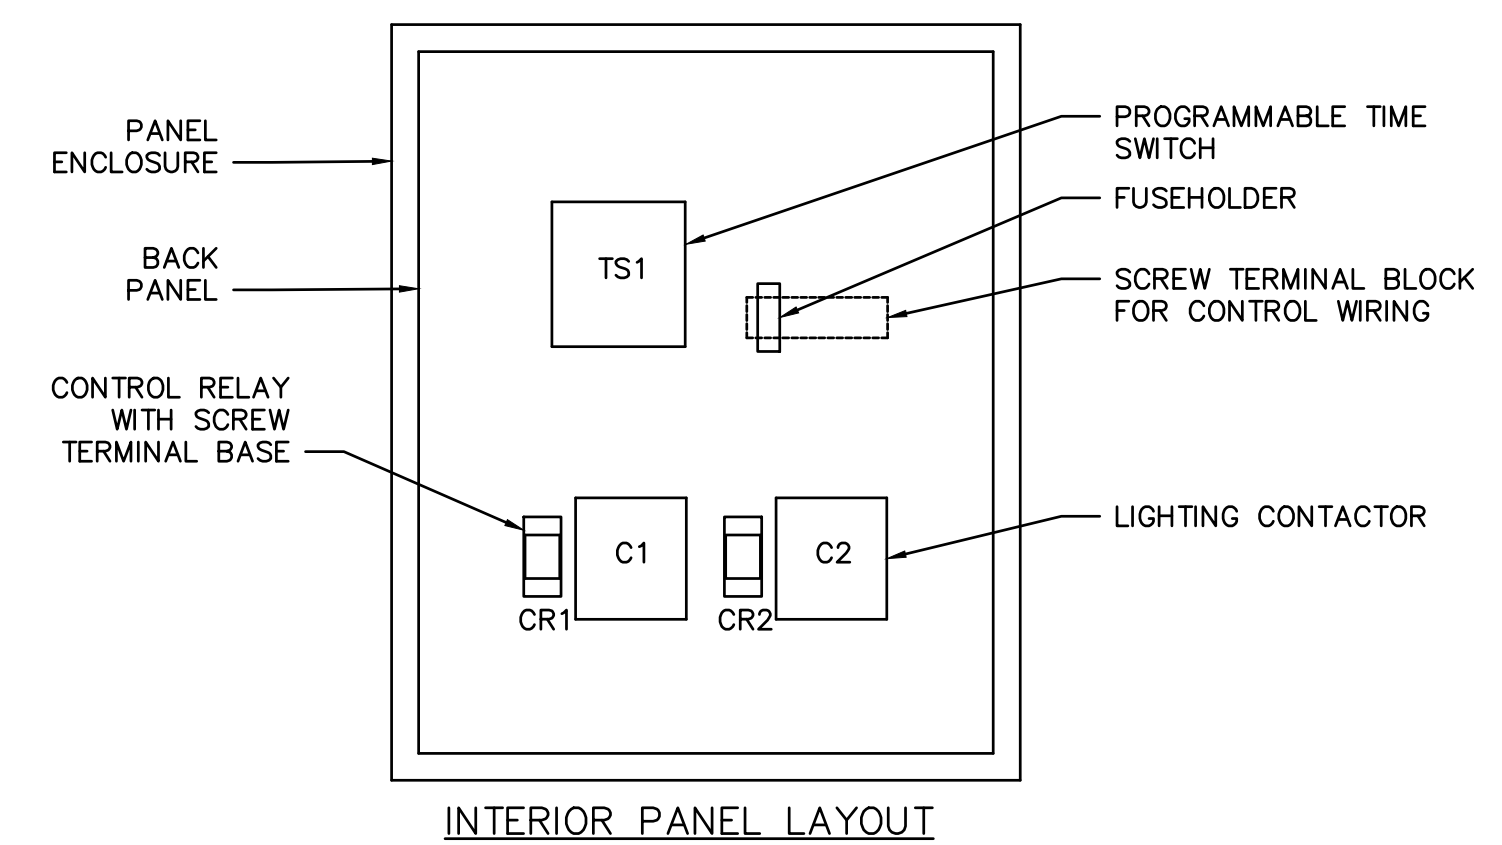 PANEL
ENCLOSURE
BACK
PANEL
CONTROL RELAY
WITH SCREW
TERMINAL BASE
PROGRAMMABLE TIME
SWITCH
FUSEHOLDER
SCREW TERMINAL BLOCK
FOR CONTROL WIRING
LIGHTING CONTACTOR
TS1
C1
C2
CR1
CR2
INTERIOR PANEL LAYOUT